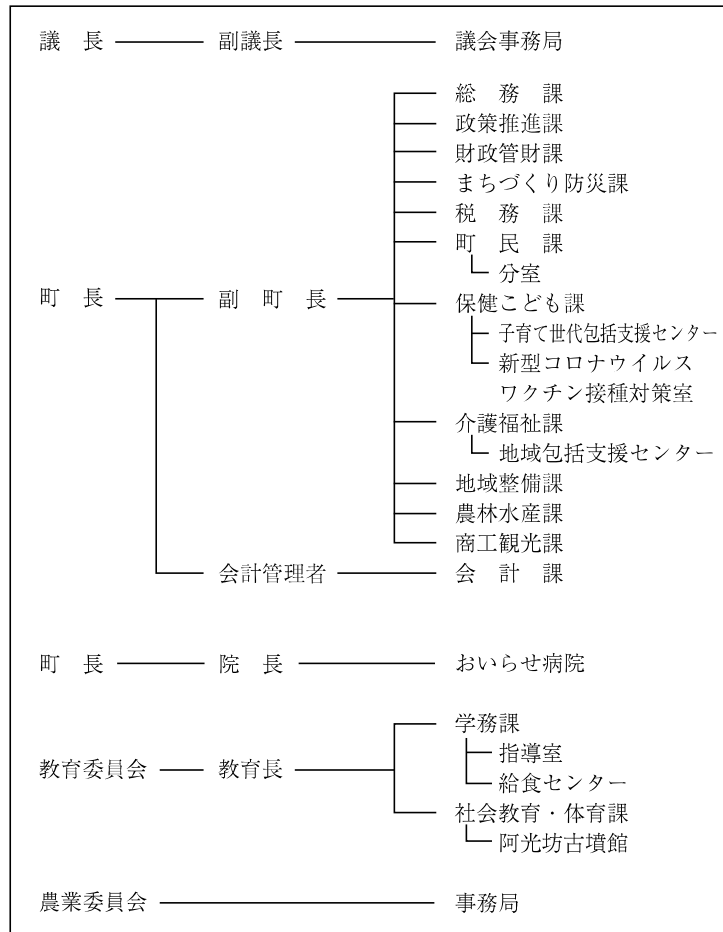 議　長　副議長　議会事務局
総　務　課
政策推進課
財政管財課
まちづくり防災課
税　務　課
町　民　課
分室
町　長　副　町　長　保健こども課
子育て世代包括支援センター
新型コロナウイルス
ワクチン接種対策室
介護福祉課
地域包括支援センター
地域整備課
農林水産課
商工観光課
会計管理者　会　計　課
町　長　院　長　おいらせ病院
学務課
指導室
教育委員会　教育長
給食センター
社会教育・体育課
阿光坊古墳館
農業委員会　事務局